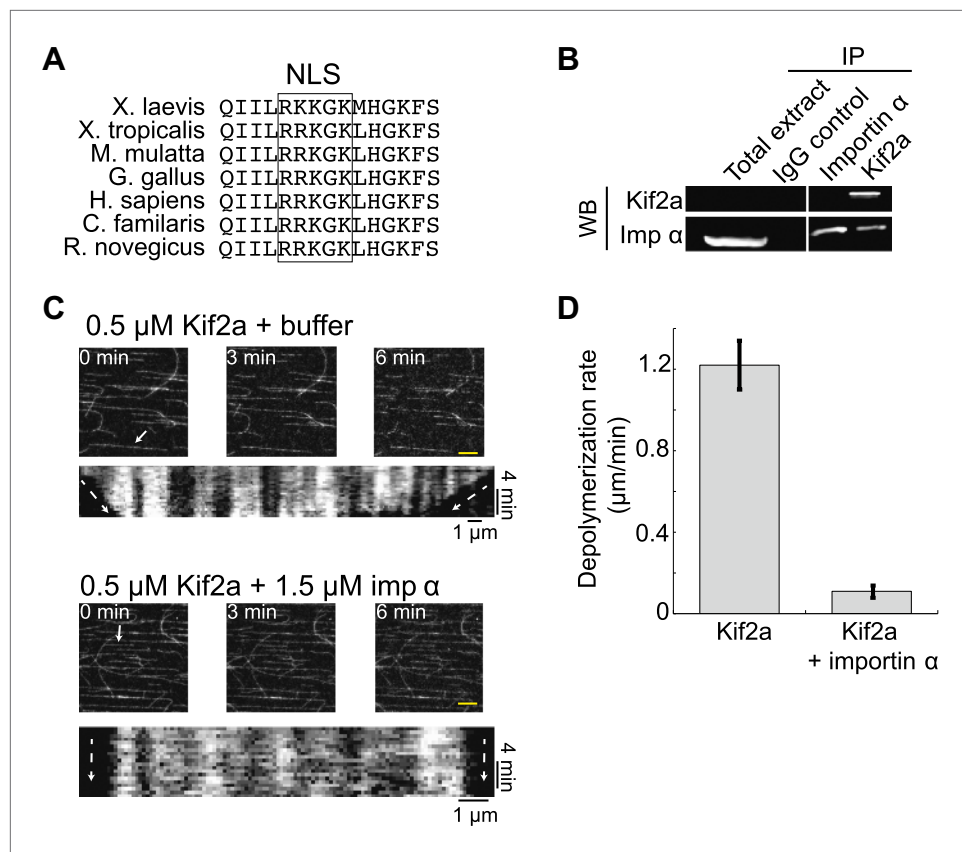 A
NLS
X. laevis QIILRKKGKMHGKFS
X. tropicalis QIILRRKGKLHGKFS
M. mulatta QIILRRKGKLHGKFS
G. gallus QIILRRKGKLHGKFS
H. sapiens QIILRRKGKLHGKFS
C. familaris QIILRRKGKLHGKFS
R. novegicus QIILRRKGKLHGKFS
B
IP
Total extract
IgG control
Importin α
Kif2a
WB
Kif2a
Imp α
C
0.5 µM Kif2a + buffer
0 min
3 min
6 min
4 min
1 µm
0.5 µM Kif2a + 1.5 µM imp α
0 min
3 min
6 min
4 min
1 µm
D
Depolymerization rate
(µm/min)
1.2
0.8
0.4
0
Kif2a
Kif2a
+ importin α